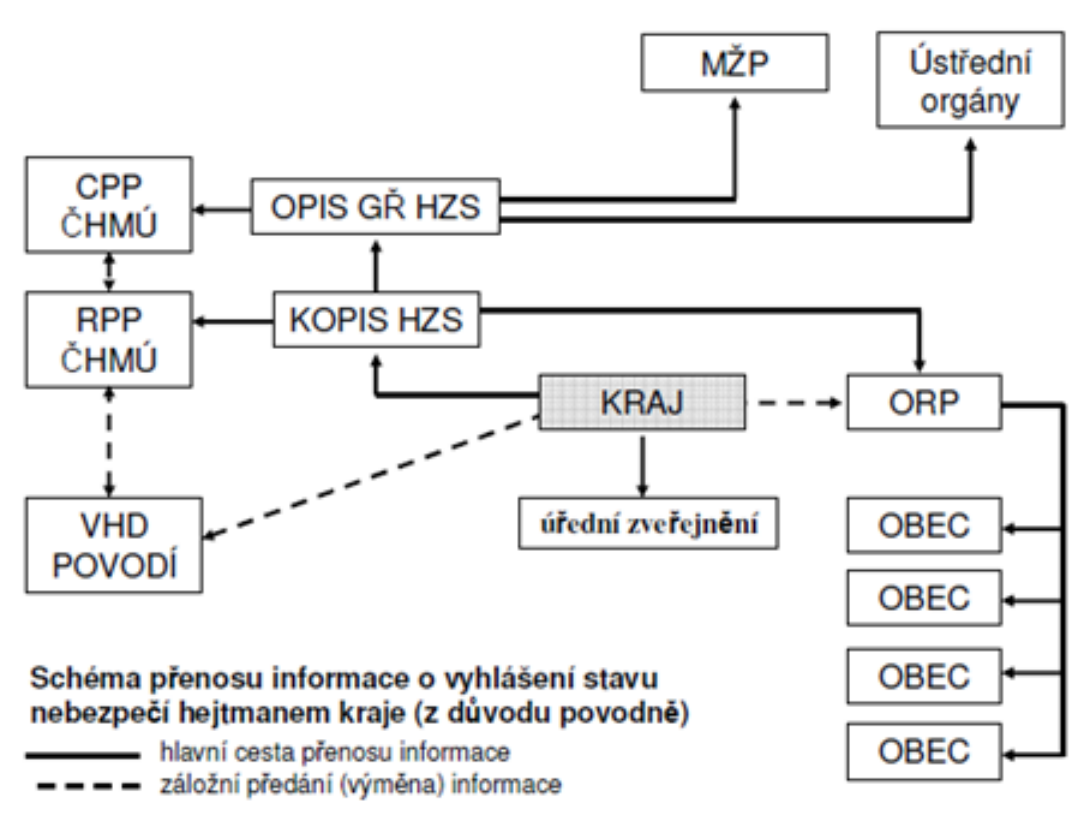 MŽP
Ústřední
orgány
CPP
ČHMÚ
OPIS GŘ HZS
RPP
ČHMÚ
KOPIS HZS
KRAJ
ORP
VHD
POVODÍ
úřední zveřejnění
OBEC
OBEC
OBEC
OBEC
Schéma přenosu informace o vyhlášení stavu
nebezpečí hejtmanem kraje (z důvodu povodně)
hlavní cesta přenosu informace
záložní předání (výměna) informace